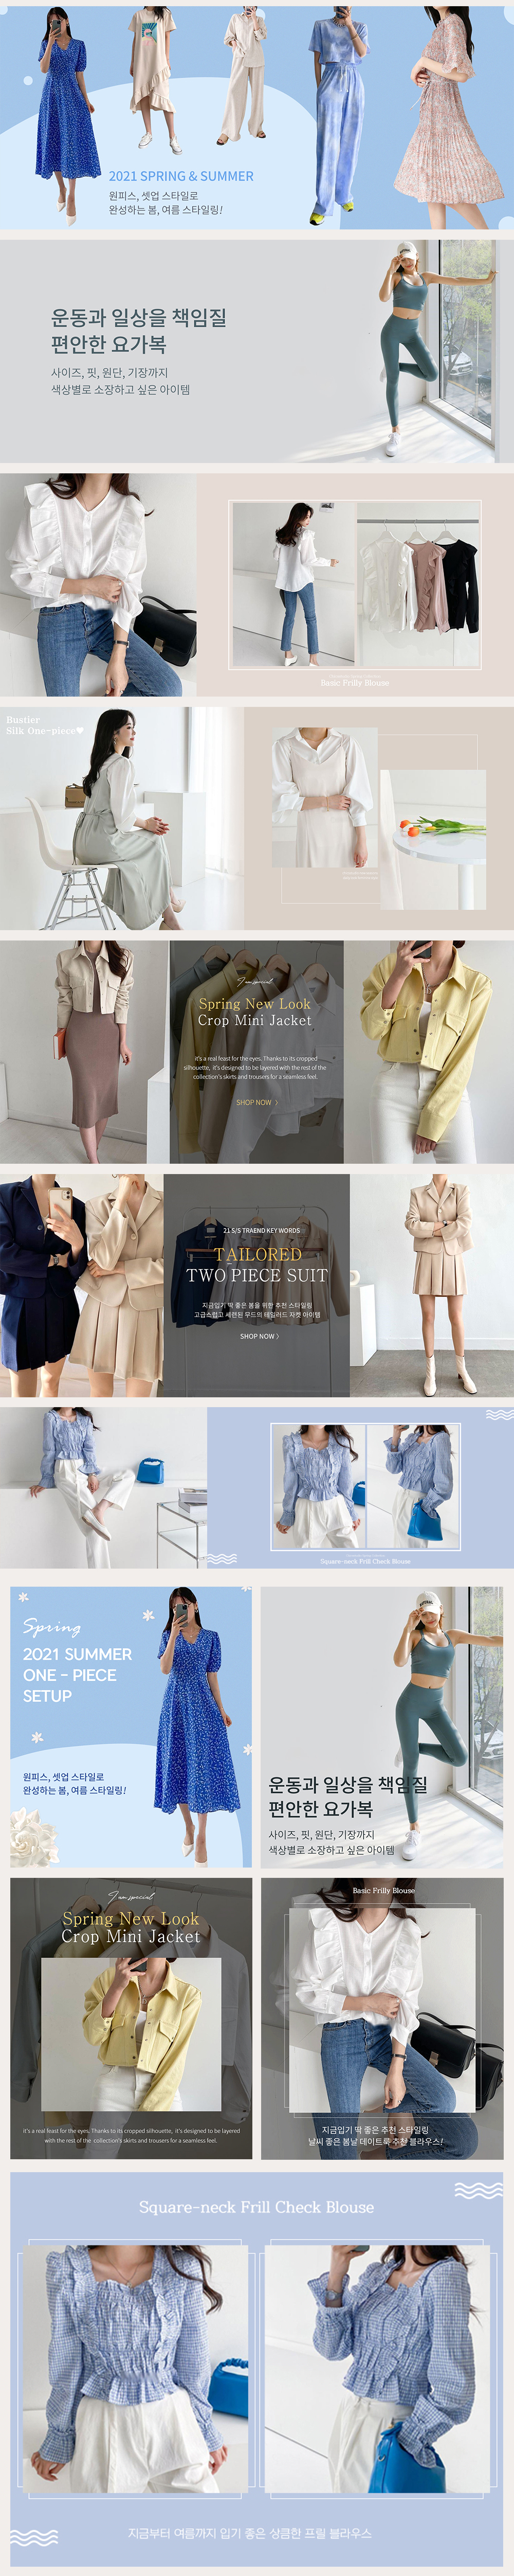 2021 SPRING & SUMMER
원피스, 셋업 스타일로
완성하는 봄, 여름 스타일링!
운동과 일상을 책임질
편안한 요가복
사이즈, 핏, 원단, 기장까지
색상별로 소장하고 싶은 아이템
Basic Frilly Blouse
Bustier
Silk One-piece♥
I am special
Spring New Look
Crop Mini Jacket
it's a real feast for the eyes. Thanks to its cropped
silhouette, it's designed to be layered with the rest of the
collection's skirts and trousers for a seamless feel.
SHOP NOW 〉
21 S/S TRAEND KEY WORDS
TAILORED
TWO PIECE SUIT
지금입기 딱 좋은 봄을 위한 추천 스타일링
고급스럽고 세련된 무드의 테일러드 자켓 아이템
SHOP NOW 〉
Square-neck Frill Check Blouse
Spring
2021 SUMMER
ONE - PIECE
SETUP
원피스, 셋업 스타일로
완성하는 봄, 여름 스타일링!
운동과 일상을 책임질
편안한 요가복
사이즈, 핏, 원단, 기장까지
색상별로 소장하고 싶은 아이템
I am special
Spring New Look
Crop Mini Jacket
it's a real feast for the eyes. Thanks to its cropped silhouette, it's designed to be layered
with the rest of the collection's skirts and trousers for a seamless feel.
Basic Frilly Blouse
지금입기 딱 좋은 추천 스타일링
날씨 좋은 봄날 데이트룩 추천 블라우스!
Square-neck Frill Check Blouse
지금부터 여름까지 입기 좋은 상큼한 프릴 블라우스